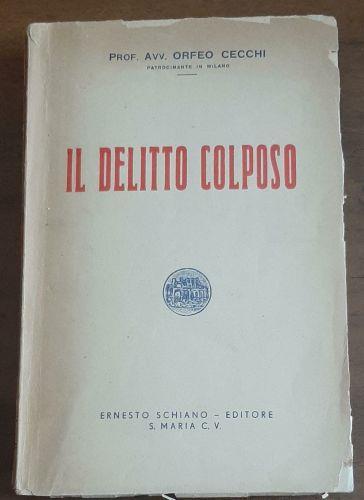 PROF. AVV. ORFEO CECCHI
PATROCINANTE IN MILANO
IL DELITTO COLPOSO
ERNESTO SCHIANO – EDITORE
S. MARIA C. V.